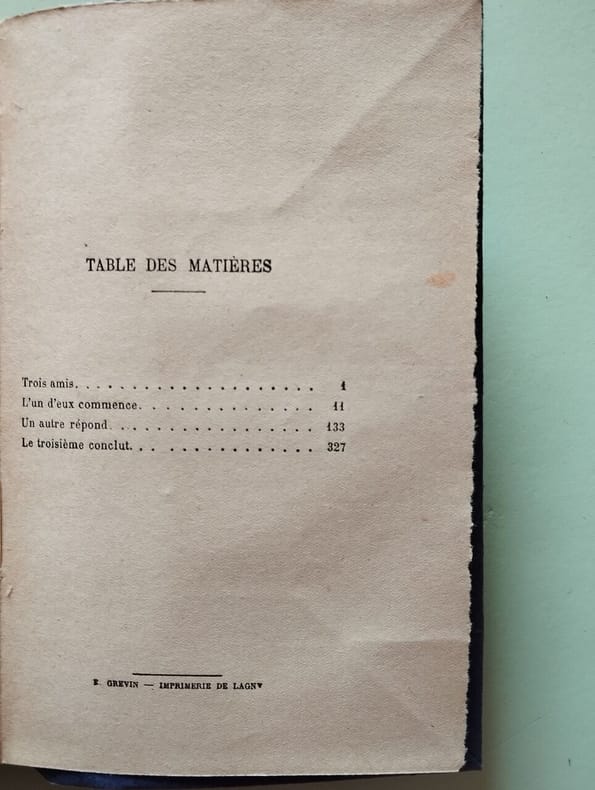 TABLE DES MATIÈRES
Trois amis. . . . . . . . . . . . . . . . . . . . 1
L'un d'eux commence. . . . . . . . . . . . . . 11
Un autre répond. . . . . . . . . . . . . . . . . 133
Le troisième conclut. . . . . . . . . . . . . . . . 327
E. GREVIN — IMPRIMERIE DE LAGNY